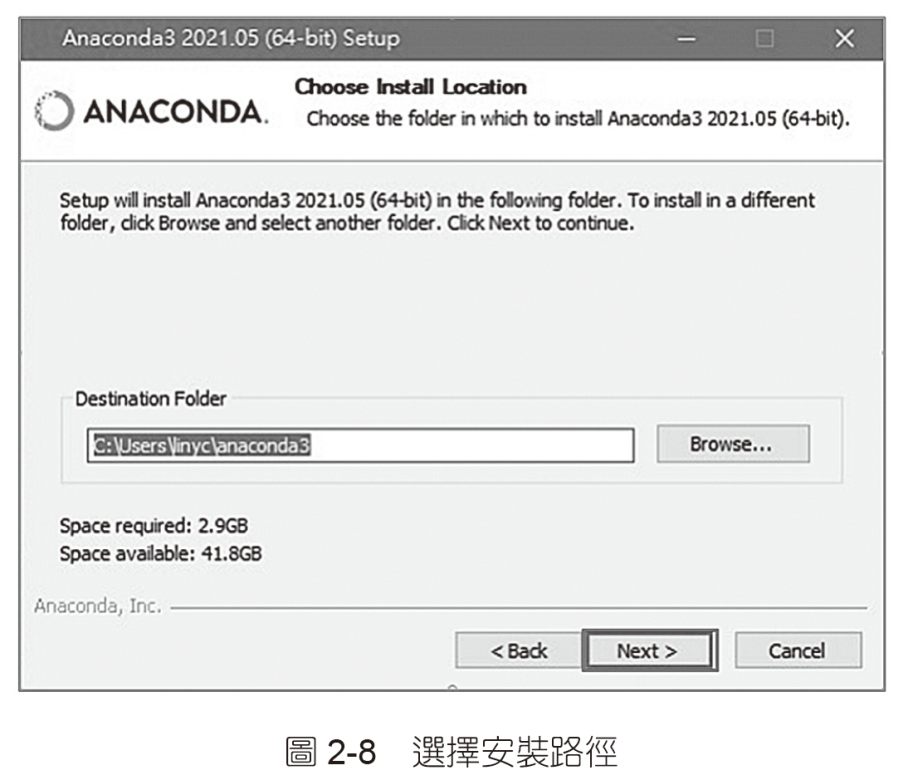 Anaconda3 2021.05 (64-bit) Setup
ANACONDA.
Choose Install Location
Choose the folder in which to install Anaconda3 2021.05 (64-bit).
Setup will install Anaconda3 2021.05 (64-bit) in the following folder. To install in a different
folder, click Browse and select another folder. Click Next to continue.
Destination Folder
C:\Users\linyc\anaconda3
Browse...
Space required: 2.9GB
Space available: 41.8GB
Anaconda, Inc.
< Back
Next >
Cancel
圖 2-8 選擇安裝路徑